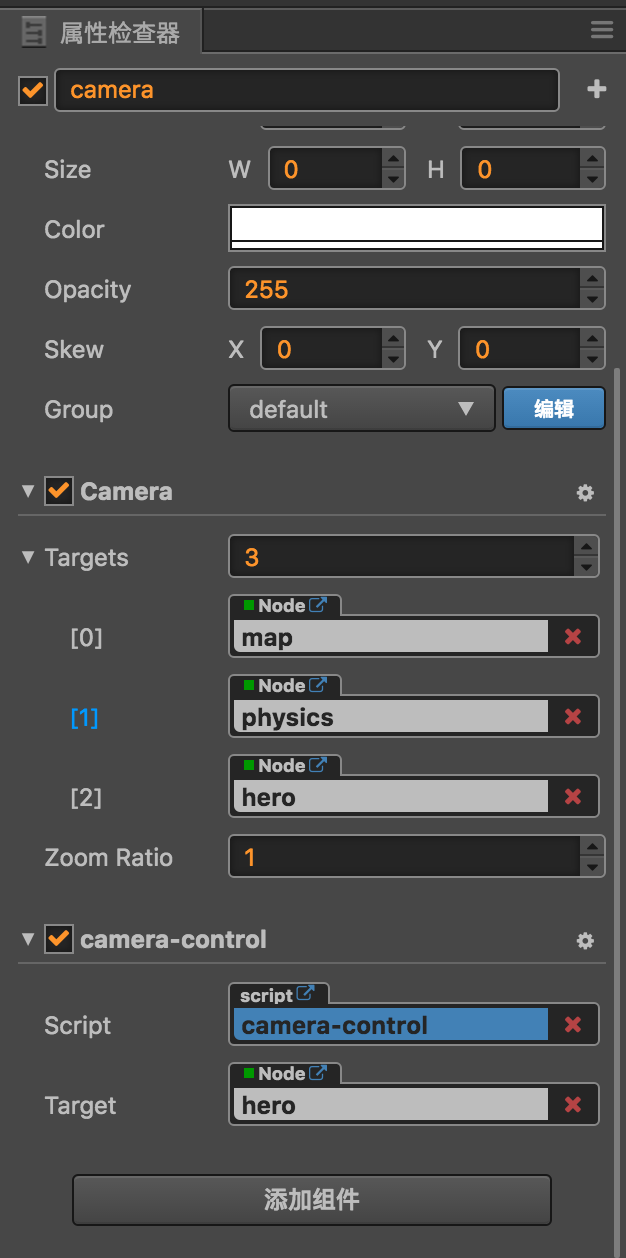 属性检查器
camera
Size W 0 H 0
Color
Opacity 255
Skew X 0 Y 0
Group default 编辑
Camera
Targets 3
Node
[0] map
Node
[1] physics
Node
[2] hero
Zoom Ratio 1
camera-control
script
Script camera-control
Node
Target hero
添加组件